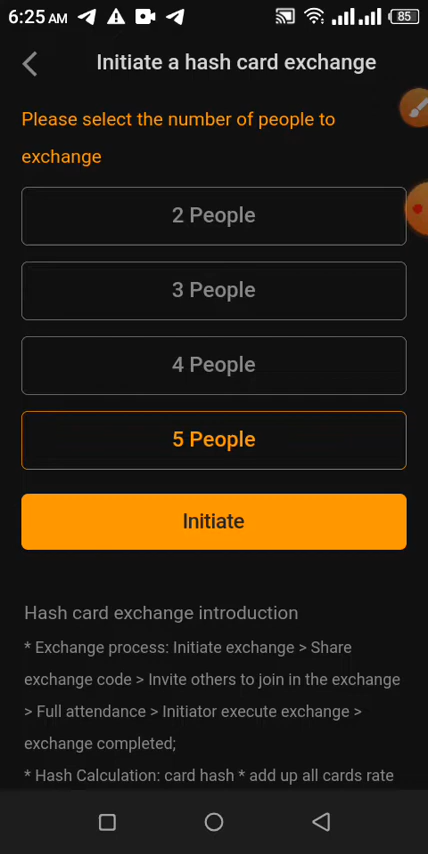 6:25 AM
85
Initiate a hash card exchange
Please select the number of people to
exchange
2 People
3 People
4 People
5 People
Initiate
Hash card exchange introduction
* Exchange process: Initiate exchange > Share
exchange code > Invite others to join in the exchange
> Full attendance > Initiator execute exchange >
exchange completed;
* Hash Calculation: card hash * add up all cards rate